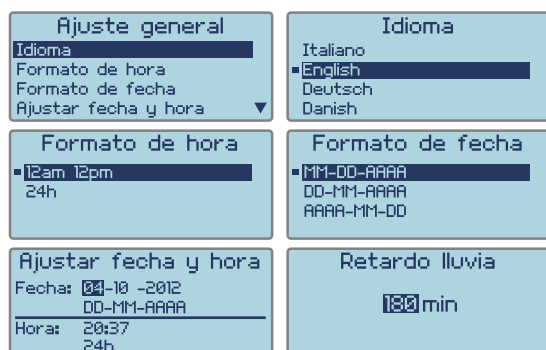 Ajuste general
Idioma
Formato de hora
Formato de fecha
Ajustar fecha y hora
Idioma
Italiano
English
Deutsch
Danish
Formato de hora
12am 12pm
24h
Formato de fecha
MM-DD-AAAA
DD-MM-AAAA
AAAA-MM-DD
Ajustar fecha y hora
Fecha: 04-10 -2012
DD-MM-AAAA
Hora: 20:37
24h
Retardo lluvia
180 min